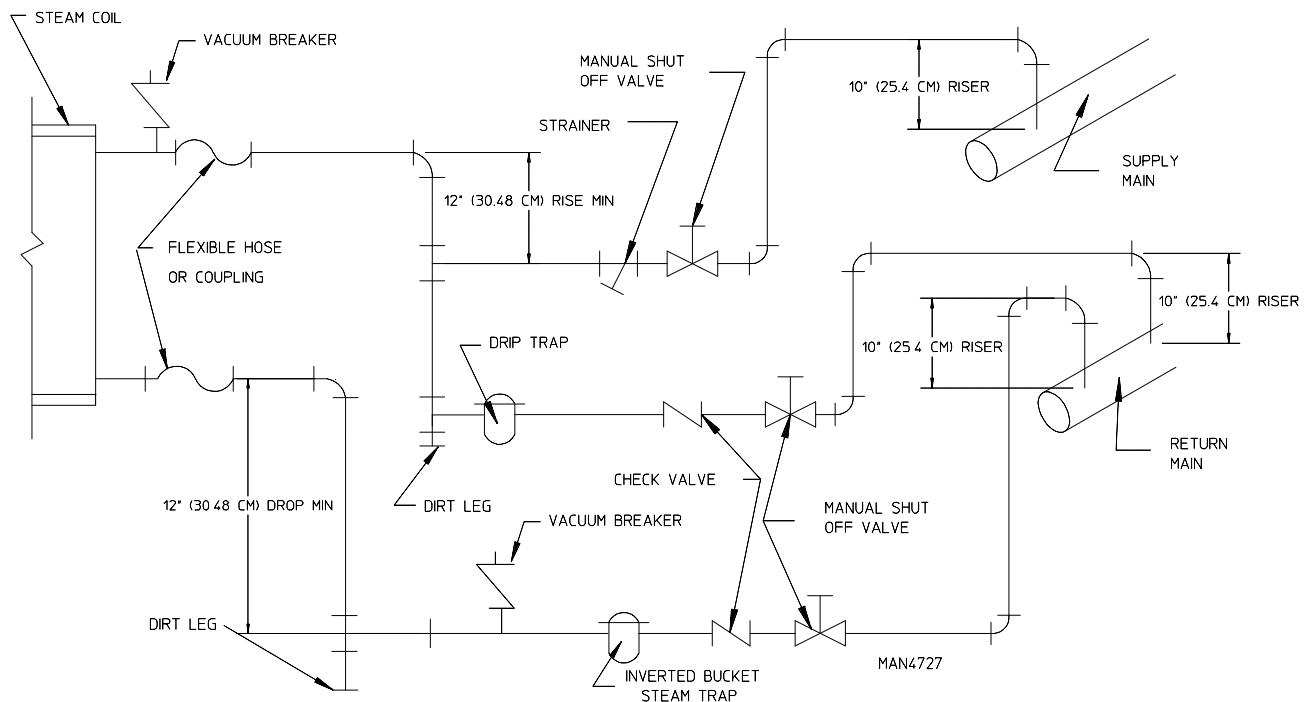 STEAM COIL
VACUUM BREAKER
MANUAL SHUT
OFF VALVE
10" (25.4 CM) RISER
STRAINER
SUPPLY
MAIN
12" (30.48 CM) RISE MIN
FLEXIBLE HOSE
OR COUPLING
10" (25.4 CM) RISER
DRIP TRAP
10" (25.4 CM) RISER
RETURN
MAIN
CHECK VALVE
12" (30.48 CM) DROP MIN
DIRT LEG
VACUUM BREAKER
MANUAL SHUT
OFF VALVE
DIRT LEG
MAN4727
INVERTED BUCKET
STEAM TRAP